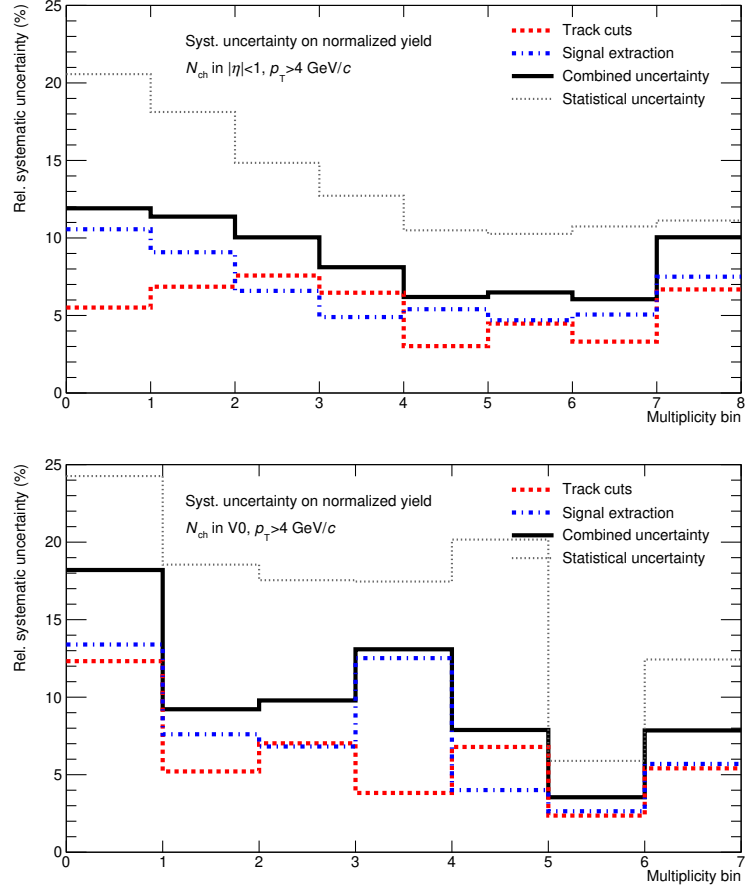 Rel. systematic uncertainty (%)
25
20
15
10
5
0
Syst. uncertainty on normalized yield
N_ch in |η|<1, p_T>4 GeV/c
Track cuts
Signal extraction
Combined uncertainty
Statistical uncertainty
0 1 2 3 4 5 6 7 8
Multiplicity bin
Rel. systematic uncertainty (%)
25
20
15
10
5
0
Syst. uncertainty on normalized yield
N_ch in V0, p_T>4 GeV/c
Track cuts
Signal extraction
Combined uncertainty
Statistical uncertainty
0 1 2 3 4 5 6 7
Multiplicity bin